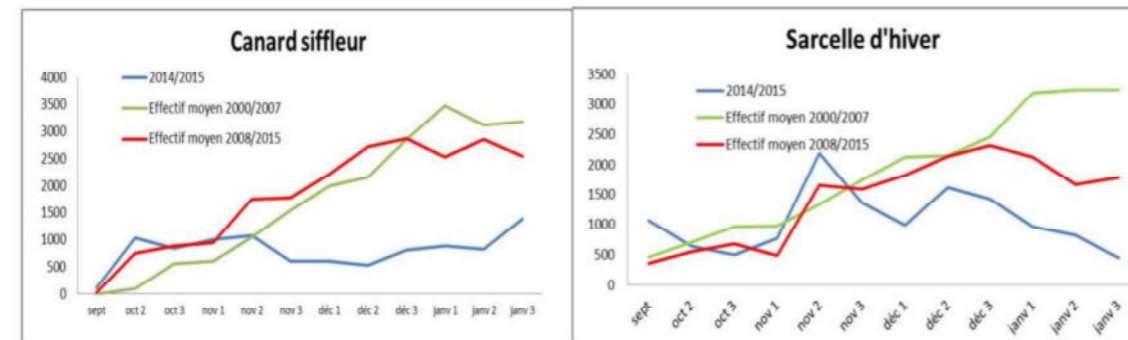 Canard siffleur
4000
3500
3000
2500
2000
1500
1000
500
0
2014/2015
Effectif moyen 2000/2007
Effectif moyen 2008/2015
sept oct 2 oct 3 nov 1 nov 2 nov 3 déc 1 déc 2 déc 3 janv 1 janv 2 janv 3
Sarcelle d'hiver
3500
3000
2500
2000
1500
1000
500
0
2014/2015
Effectif moyen 2000/2007
Effectif moyen 2008/2015
sept oct 2 oct 3 nov 1 nov 2 nov 3 déc 1 déc 2 déc 3 janv 1 janv 2 janv 3